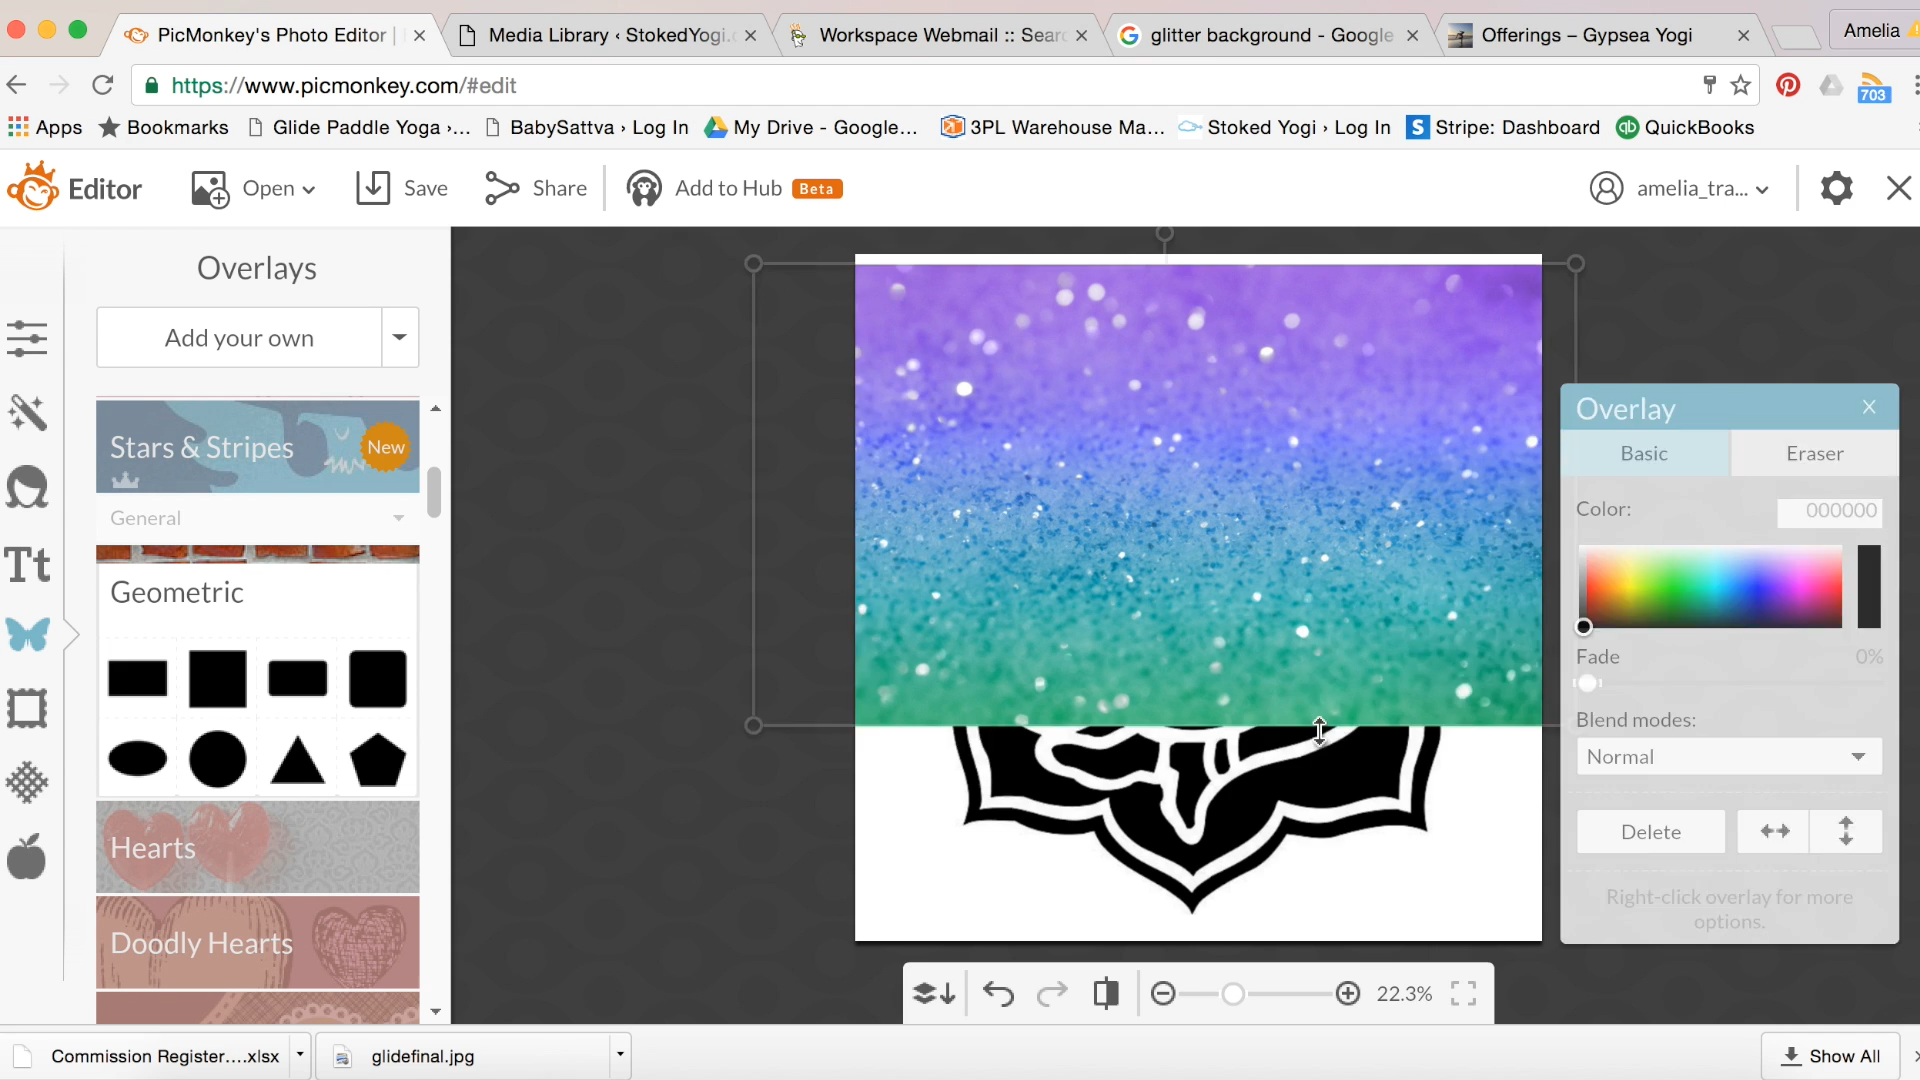 PicMonkey's Photo Editor |
Media Library ‹ StokedYogi.c
Workspace Webmail :: Sear
glitter background - Google
Offerings – Gypsea Yogi
Amelia
https://www.picmonkey.com/#edit
703
Apps
Bookmarks
Glide Paddle Yoga ›...
BabySattva › Log In
My Drive - Google...
3PL Warehouse Ma...
Stoked Yogi › Log In
S Stripe: Dashboard
qb QuickBooks
Editor
Open
Save
Share
Add to Hub
Beta
amelia_tra...
Overlays
Add your own
Stars & Stripes
New
General
Geometric
Tt
Hearts
Doodly Hearts
Overlay
Basic
Eraser
Color:
000000
Fade
0%
Blend modes:
Normal
Delete
Right-click overlay for more
options.
22.3%
Commission Register....xlsx
glidefinal.jpg
Show All